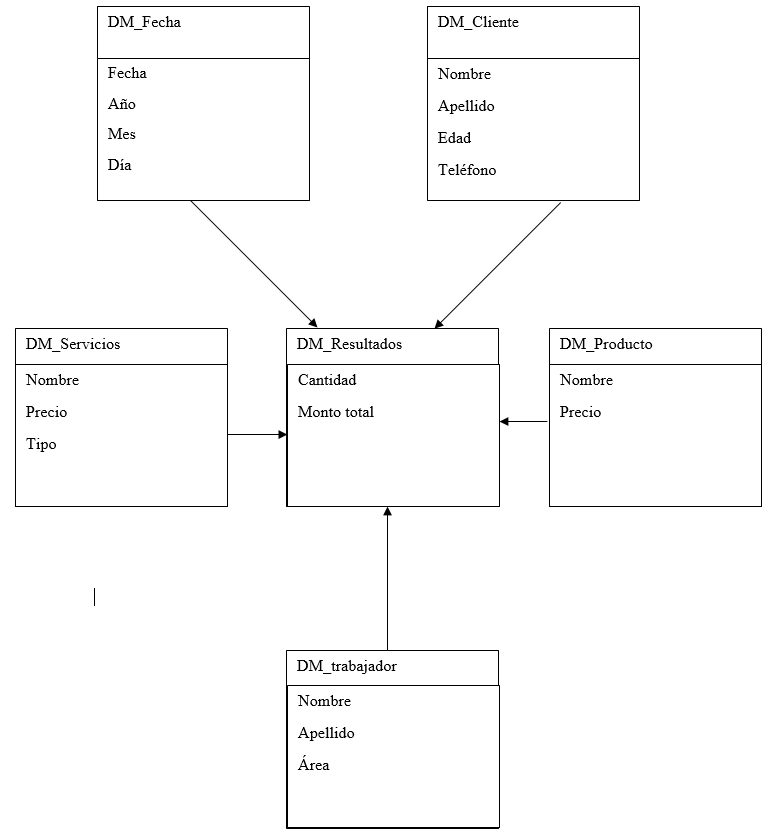 DM_Fecha
Fecha
Año
Mes
Día
DM_Cliente
Nombre
Apellido
Edad
Teléfono
DM_Servicios
Nombre
Precio
Tipo
DM_Resultados
Cantidad
Monto total
DM_Producto
Nombre
Precio
DM_trabajador
Nombre
Apellido
Área